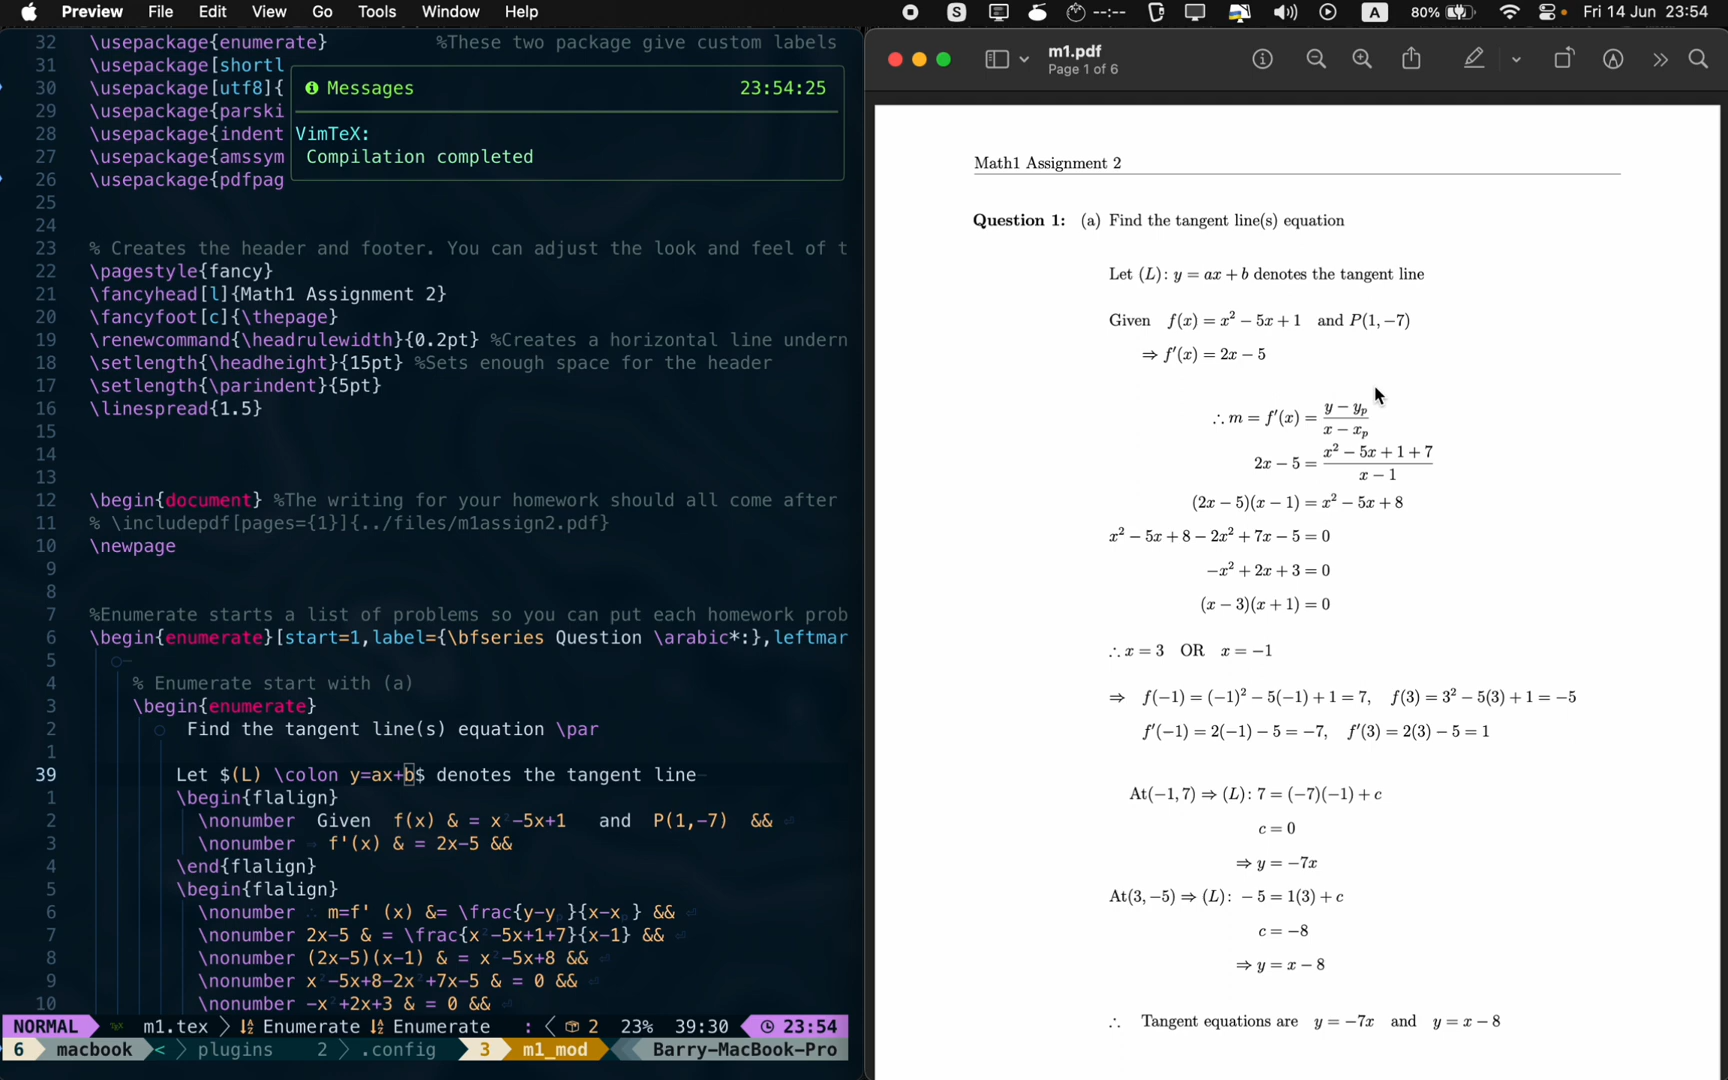 Preview File Edit View Go Tools Window Help
S --:-- A 80% Fri 14 Jun 23:54
32 \usepackage{enumerate} %These two package give custom labels
31 \usepackage[shortl
30 \usepackage[utf8]{
29 \usepackage{parski
28 \usepackage{indent
27 \usepackage{amssym
26 \usepackage{pdfpag
Messages 23:54:25
VimTeX:
Compilation completed
25
24
23 % Creates the header and footer. You can adjust the look and feel of t
22 \pagestyle{fancy}
21 \fancyhead[l]{Math1 Assignment 2}
20 \fancyfoot[c]{\thepage}
19 \renewcommand{\headrulewidth}{0.2pt} %Creates a horizontal line undern
18 \setlength{\headheight}{15pt} %Sets enough space for the header
17 \setlength{\parindent}{5pt}
16 \linespread{1.5}
15
14
13
12 \begin{document} %The writing for your homework should all come after
11 % \includepdf[pages={1}]{../files/m1assign2.pdf}
10 \newpage
9
8
7 %Enumerate starts a list of problems so you can put each homework prob
6 \begin{enumerate}[start=1,label={\bfseries Question \arabic*:},leftmar
5
4 % Enumerate start with (a)
3 \begin{enumerate}
2 Find the tangent line(s) equation \par
1
39 Let $(L) \colon y=ax+b$ denotes the tangent line
1 \begin{flalign}
2 \nonumber Given f(x) & = x²-5x+1 and P(1,-7) &&
3 \nonumber ⇒ f'(x) & = 2x-5 &&
4 \end{flalign}
5 \begin{flalign}
6 \nonumber ∴ m=f' (x) &= \frac{y-yₚ}{x-xₚ} &&
7 \nonumber 2x-5 & = \frac{x²-5x+1+7}{x-1} &&
8 \nonumber (2x-5)(x-1) & = x²-5x+8 &&
9 \nonumber x²-5x+8-2x²+7x-5 & = 0 &&
10 \nonumber -x²+2x+3 & = 0 &&
NORMAL m1.tex Enumerate Enumerate : 2 23% 39:30 23:54
6 macbook < plugins 2 .config 3 m1_mod Barry-MacBook-Pro
m1.pdf
Page 1 of 6
Math1 Assignment 2
Question 1: (a) Find the tangent line(s) equation
Let (L): y = ax + b denotes the tangent line
Given f(x) = x² − 5x + 1 and P(1, −7)
⇒ f′(x) = 2x − 5
∴ m = f′(x) = (y − yₚ)/(x − xₚ)
2x − 5 = (x² − 5x + 1 + 7)/(x − 1)
(2x − 5)(x − 1) = x² − 5x + 8
x² − 5x + 8 − 2x² + 7x − 5 = 0
−x² + 2x + 3 = 0
(x − 3)(x + 1) = 0
∴ x = 3 OR x = −1
⇒ f(−1) = (−1)² − 5(−1) + 1 = 7, f(3) = 3² − 5(3) + 1 = −5
f′(−1) = 2(−1) − 5 = −7, f′(3) = 2(3) − 5 = 1
At(−1, 7) ⇒ (L): 7 = (−7)(−1) + c
c = 0
⇒ y = −7x
At(3, −5) ⇒ (L): − 5 = 1(3) + c
c = −8
⇒ y = x − 8
∴ Tangent equations are y = −7x and y = x − 8